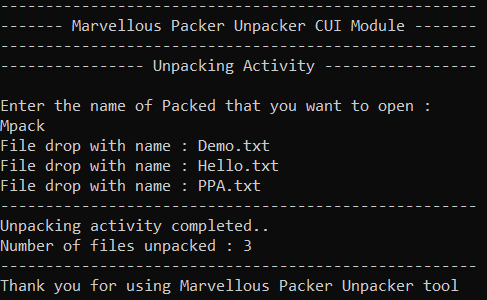 -----------------------------------------------------
------- Marvellous Packer Unpacker CUI Module -------
-----------------------------------------------------
---------------- Unpacking Activity -----------------
Enter the name of Packed that you want to open :
Mpack
File drop with name : Demo.txt
File drop with name : Hello.txt
File drop with name : PPA.txt
-----------------------------------------------------
Unpacking activity completed..
Number of files unpacked : 3
-----------------------------------------------------
Thank you for using Marvellous Packer Unpacker tool